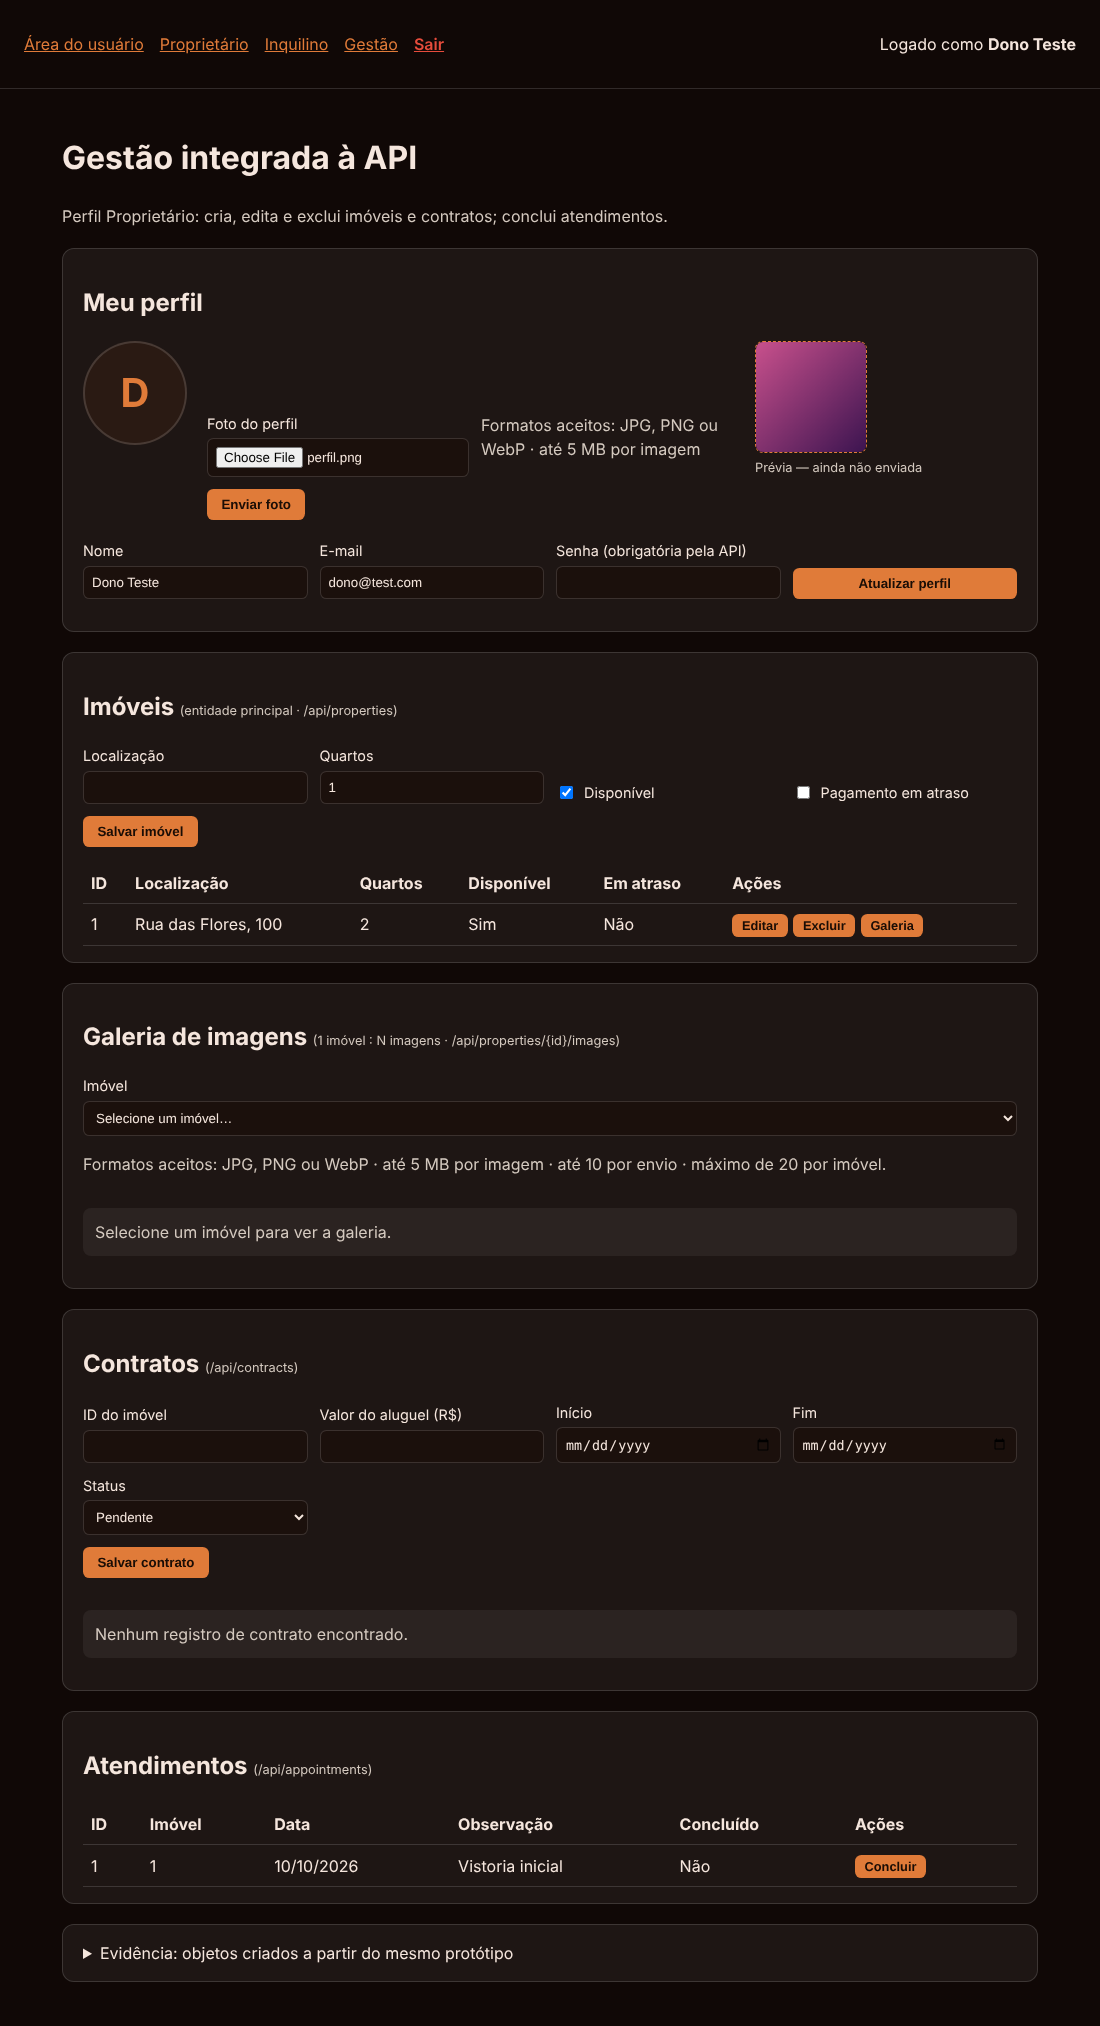 Área do usuário Proprietário Inquilino Gestão Sair Logado como Dono Teste
Gestão integrada à API
Perfil Proprietário: cria, edita e exclui imóveis e contratos; conclui atendimentos.
Meu perfil
D
Foto do perfil
Choose File perfil.png
Enviar foto
Formatos aceitos: JPG, PNG ou
WebP · até 5 MB por imagem
Prévia — ainda não enviada
Nome E-mail Senha (obrigatória pela API)
Dono Teste dono@test.com Atualizar perfil
Imóveis (entidade principal · /api/properties)
Localização Quartos
1 Disponível Pagamento em atraso
Salvar imóvel
ID Localização Quartos Disponível Em atraso Ações
1 Rua das Flores, 100 2 Sim Não Editar Excluir Galeria
Galeria de imagens (1 imóvel : N imagens · /api/properties/{id}/images)
Imóvel
Selecione um imóvel...
Formatos aceitos: JPG, PNG ou WebP · até 5 MB por imagem · até 10 por envio · máximo de 20 por imóvel.
Selecione um imóvel para ver a galeria.
Contratos (/api/contracts)
ID do imóvel Valor do aluguel (R$) Início Fim
mm/dd/yyyy mm/dd/yyyy
Status
Pendente
Salvar contrato
Nenhum registro de contrato encontrado.
Atendimentos (/api/appointments)
ID Imóvel Data Observação Concluído Ações
1 1 10/10/2026 Vistoria inicial Não Concluir
Evidência: objetos criados a partir do mesmo protótipo